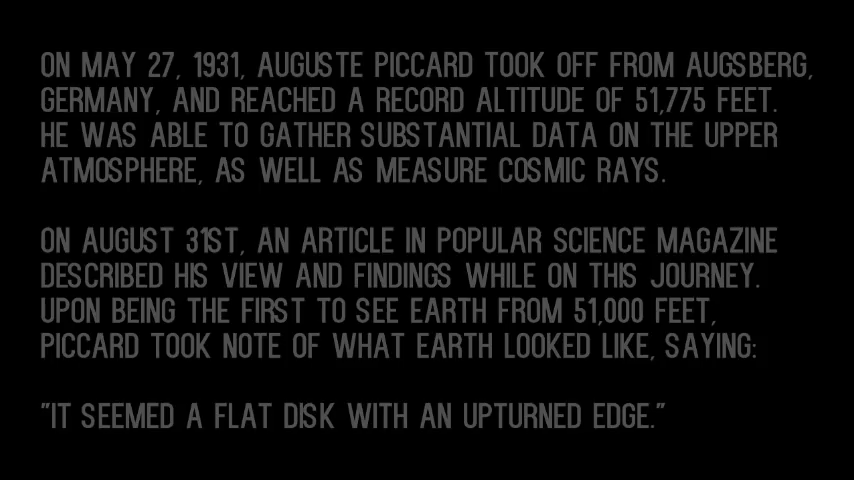 ON MAY 27, 1931, AUGUSTE PICCARD TOOK OFF FROM AUGSBERG,
GERMANY, AND REACHED A RECORD ALTITUDE OF 51,775 FEET.
HE WAS ABLE TO GATHER SUBSTANTIAL DATA ON THE UPPER
ATMOSPHERE, AS WELL AS MEASURE COSMIC RAYS.

ON AUGUST 31ST, AN ARTICLE IN POPULAR SCIENCE MAGAZINE
DESCRIBED HIS VIEW AND FINDINGS WHILE ON THIS JOURNEY.
UPON BEING THE FIRST TO SEE EARTH FROM 51,000 FEET,
PICCARD TOOK NOTE OF WHAT EARTH LOOKED LIKE, SAYING:

"IT SEEMED A FLAT DISK WITH AN UPTURNED EDGE."